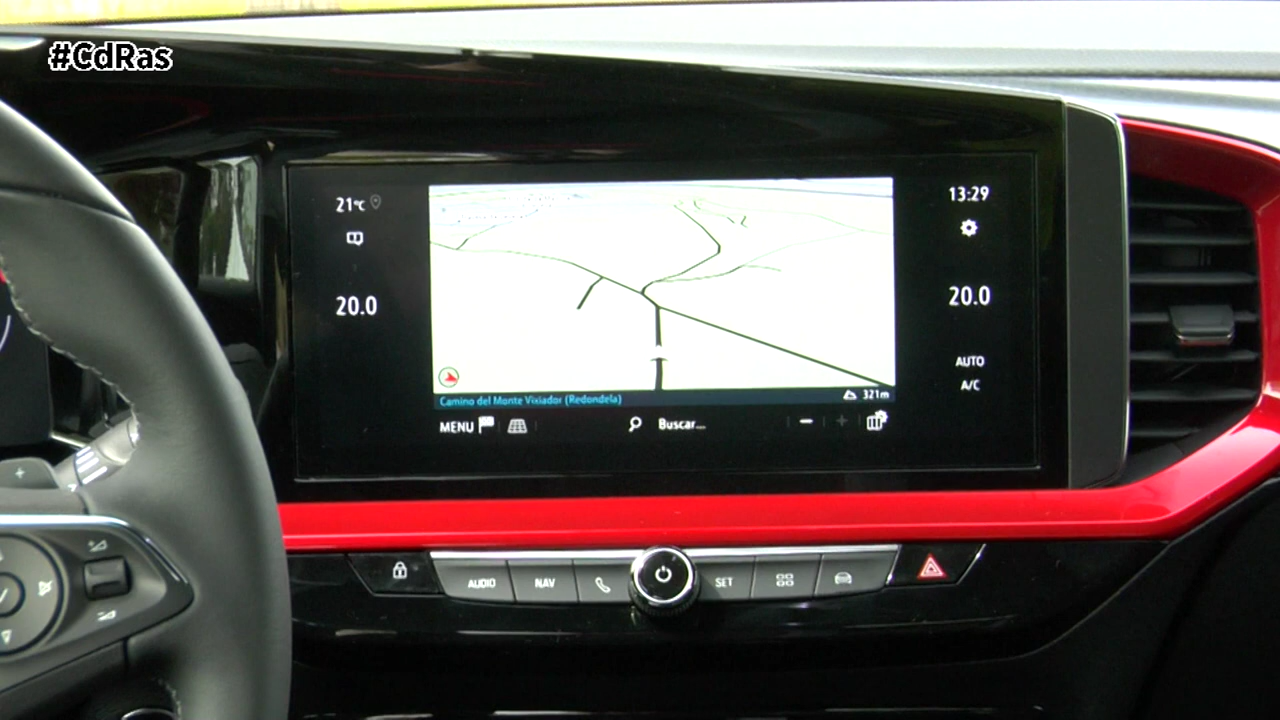 #CdRas
21°C
13:29
20.0
20.0
AUTO
A/C
Camino del Monte Vixiador (Redondela)
321m
MENU
Buscar...
AUDIO
NAV
SET